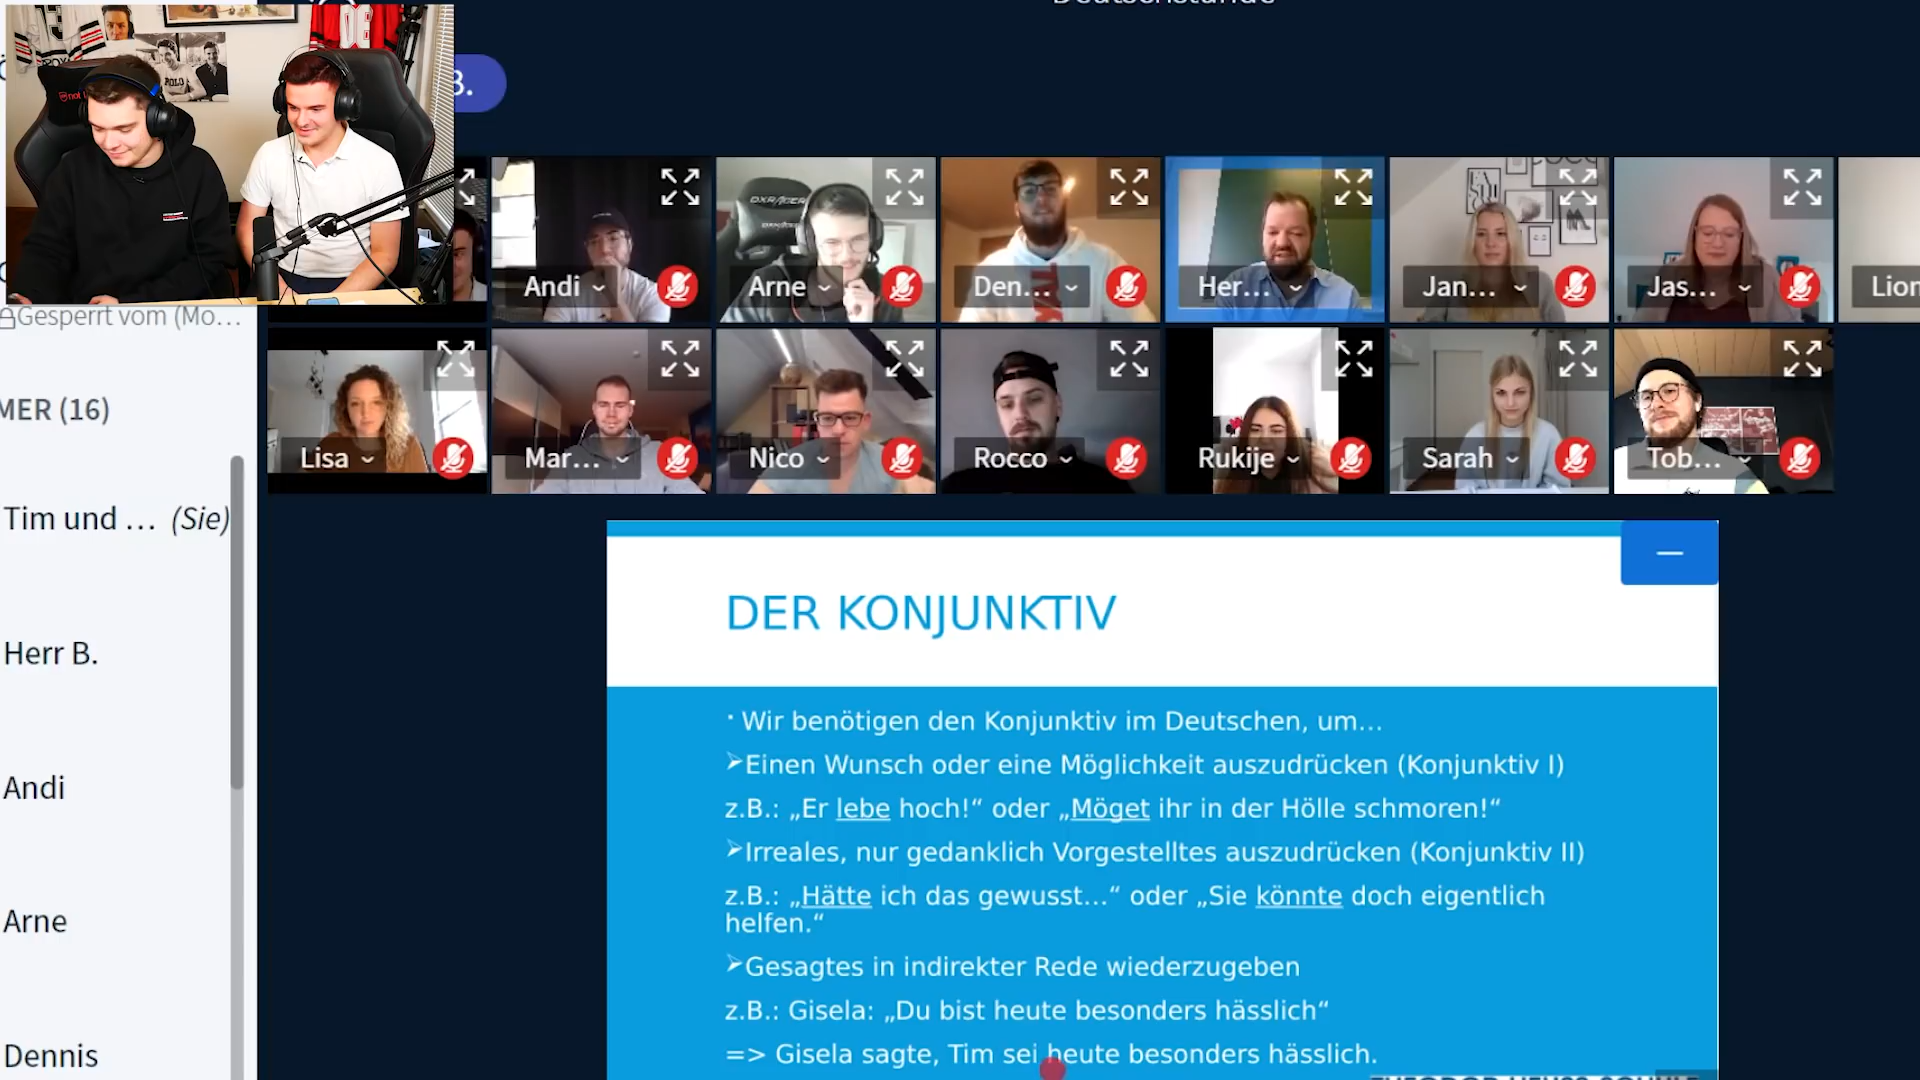 Deutschstunde
B.
POLO
DXRACER
Andi
Arne
Den...
Her...
Jan...
Jas...
Lion
Gesperrt vom (Mo...
MER (16)
Lisa
Mar...
Nico
Rocco
Rukije
Sarah
Tob...
Tim und ... (Sie)
Herr B.
Andi
Arne
Dennis
DER KONJUNKTIV
· Wir benötigen den Konjunktiv im Deutschen, um...
➢Einen Wunsch oder eine Möglichkeit auszudrücken (Konjunktiv I)
z.B.: „Er lebe hoch!“ oder „Möget ihr in der Hölle schmoren!“
➢Irreales, nur gedanklich Vorgestelltes auszudrücken (Konjunktiv II)
z.B.: „Hätte ich das gewusst...“ oder „Sie könnte doch eigentlich
helfen.“
➢Gesagtes in indirekter Rede wiederzugeben
z.B.: Gisela: „Du bist heute besonders hässlich“
=> Gisela sagte, Tim sei heute besonders hässlich.